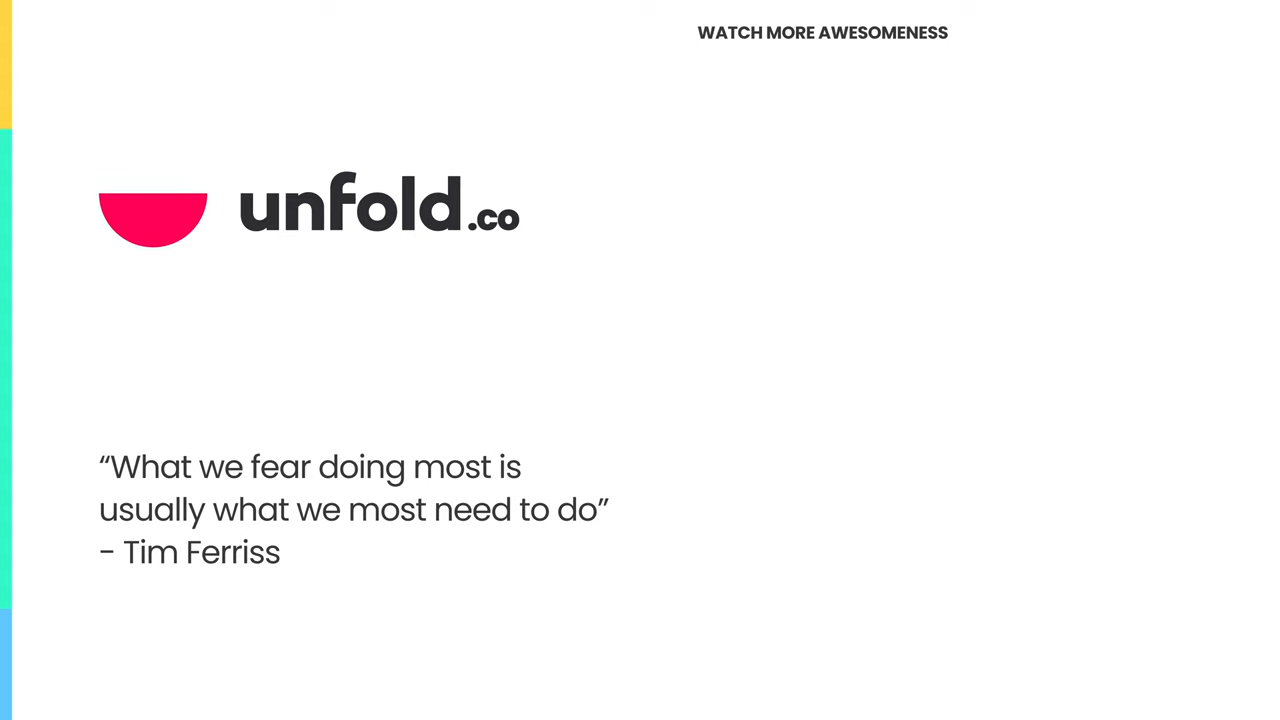 WATCH MORE AWESOMENESS
unfold.co
“What we fear doing most is
usually what we most need to do”
- Tim Ferriss